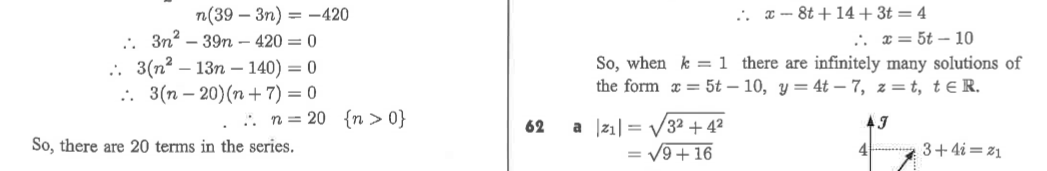 n(39 − 3n) = −420
∴ 3n² − 39n − 420 = 0
∴ 3(n² − 13n − 140) = 0
∴ 3(n − 20)(n + 7) = 0
. ∴ n = 20 {n > 0}
So, there are 20 terms in the series.
∴ x − 8t + 14 + 3t = 4
∴ x = 5t − 10
So, when k = 1 there are infinitely many solutions of
the form x = 5t − 10, y = 4t − 7, z = t, t ∈ ℝ.
62 a |z₁| = √(3² + 4²)
= √(9 + 16)
ℐ
4
3 + 4i = z₁